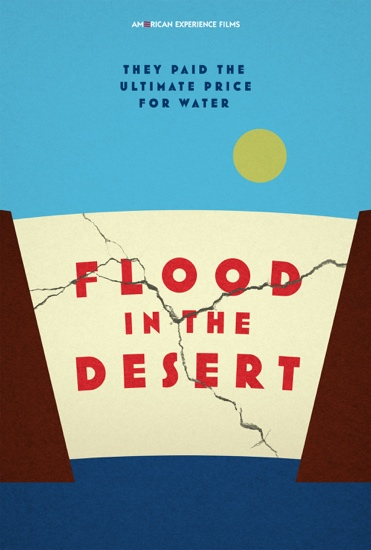 AMERICAN EXPERIENCE FILMS
THEY PAID THE
ULTIMATE PRICE
FOR WATER
FLOOD
IN THE
DESERT